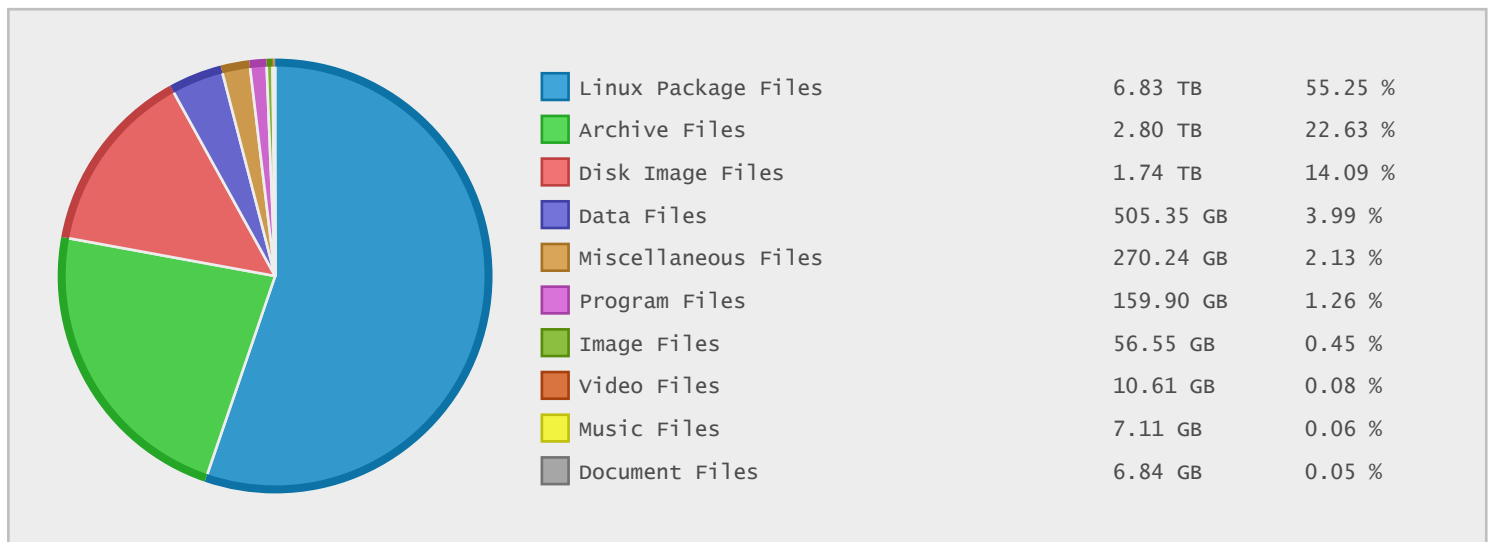 Linux Package Files 6.83 TB 55.25 %
Archive Files 2.80 TB 22.63 %
Disk Image Files 1.74 TB 14.09 %
Data Files 505.35 GB 3.99 %
Miscellaneous Files 270.24 GB 2.13 %
Program Files 159.90 GB 1.26 %
Image Files 56.55 GB 0.45 %
Video Files 10.61 GB 0.08 %
Music Files 7.11 GB 0.06 %
Document Files 6.84 GB 0.05 %